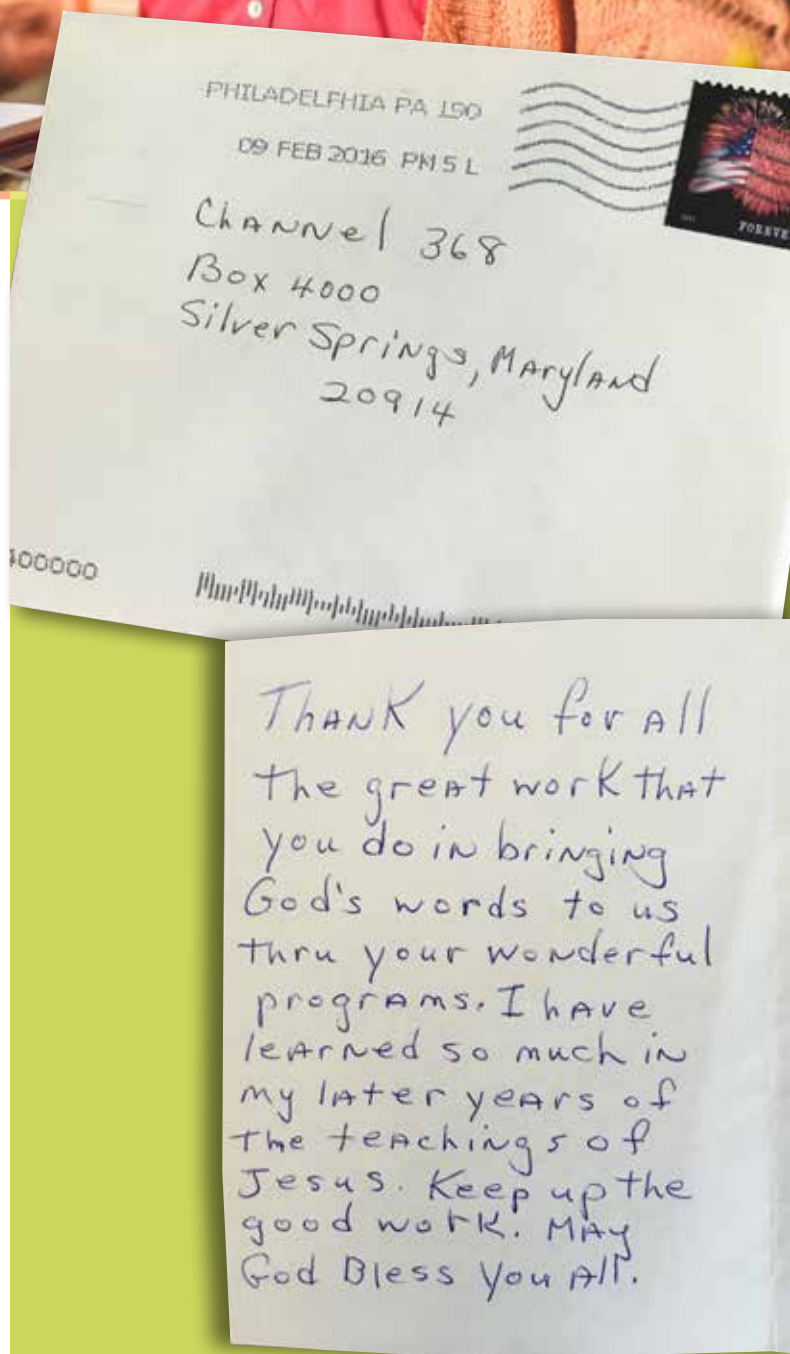 PHILADELFHIA PA 190
09 FEB 2016 PM 5 L
FOREVE
Channel 368
Box 4000
Silver Springs, Maryland
20914
400000
Thank you for all
the great work that
you do in bringing
God's words to us
thru your wonderful
programs. I have
learned so much in
my later years of
the teachings of
Jesus. Keep up the
good work. May
God Bless You All.